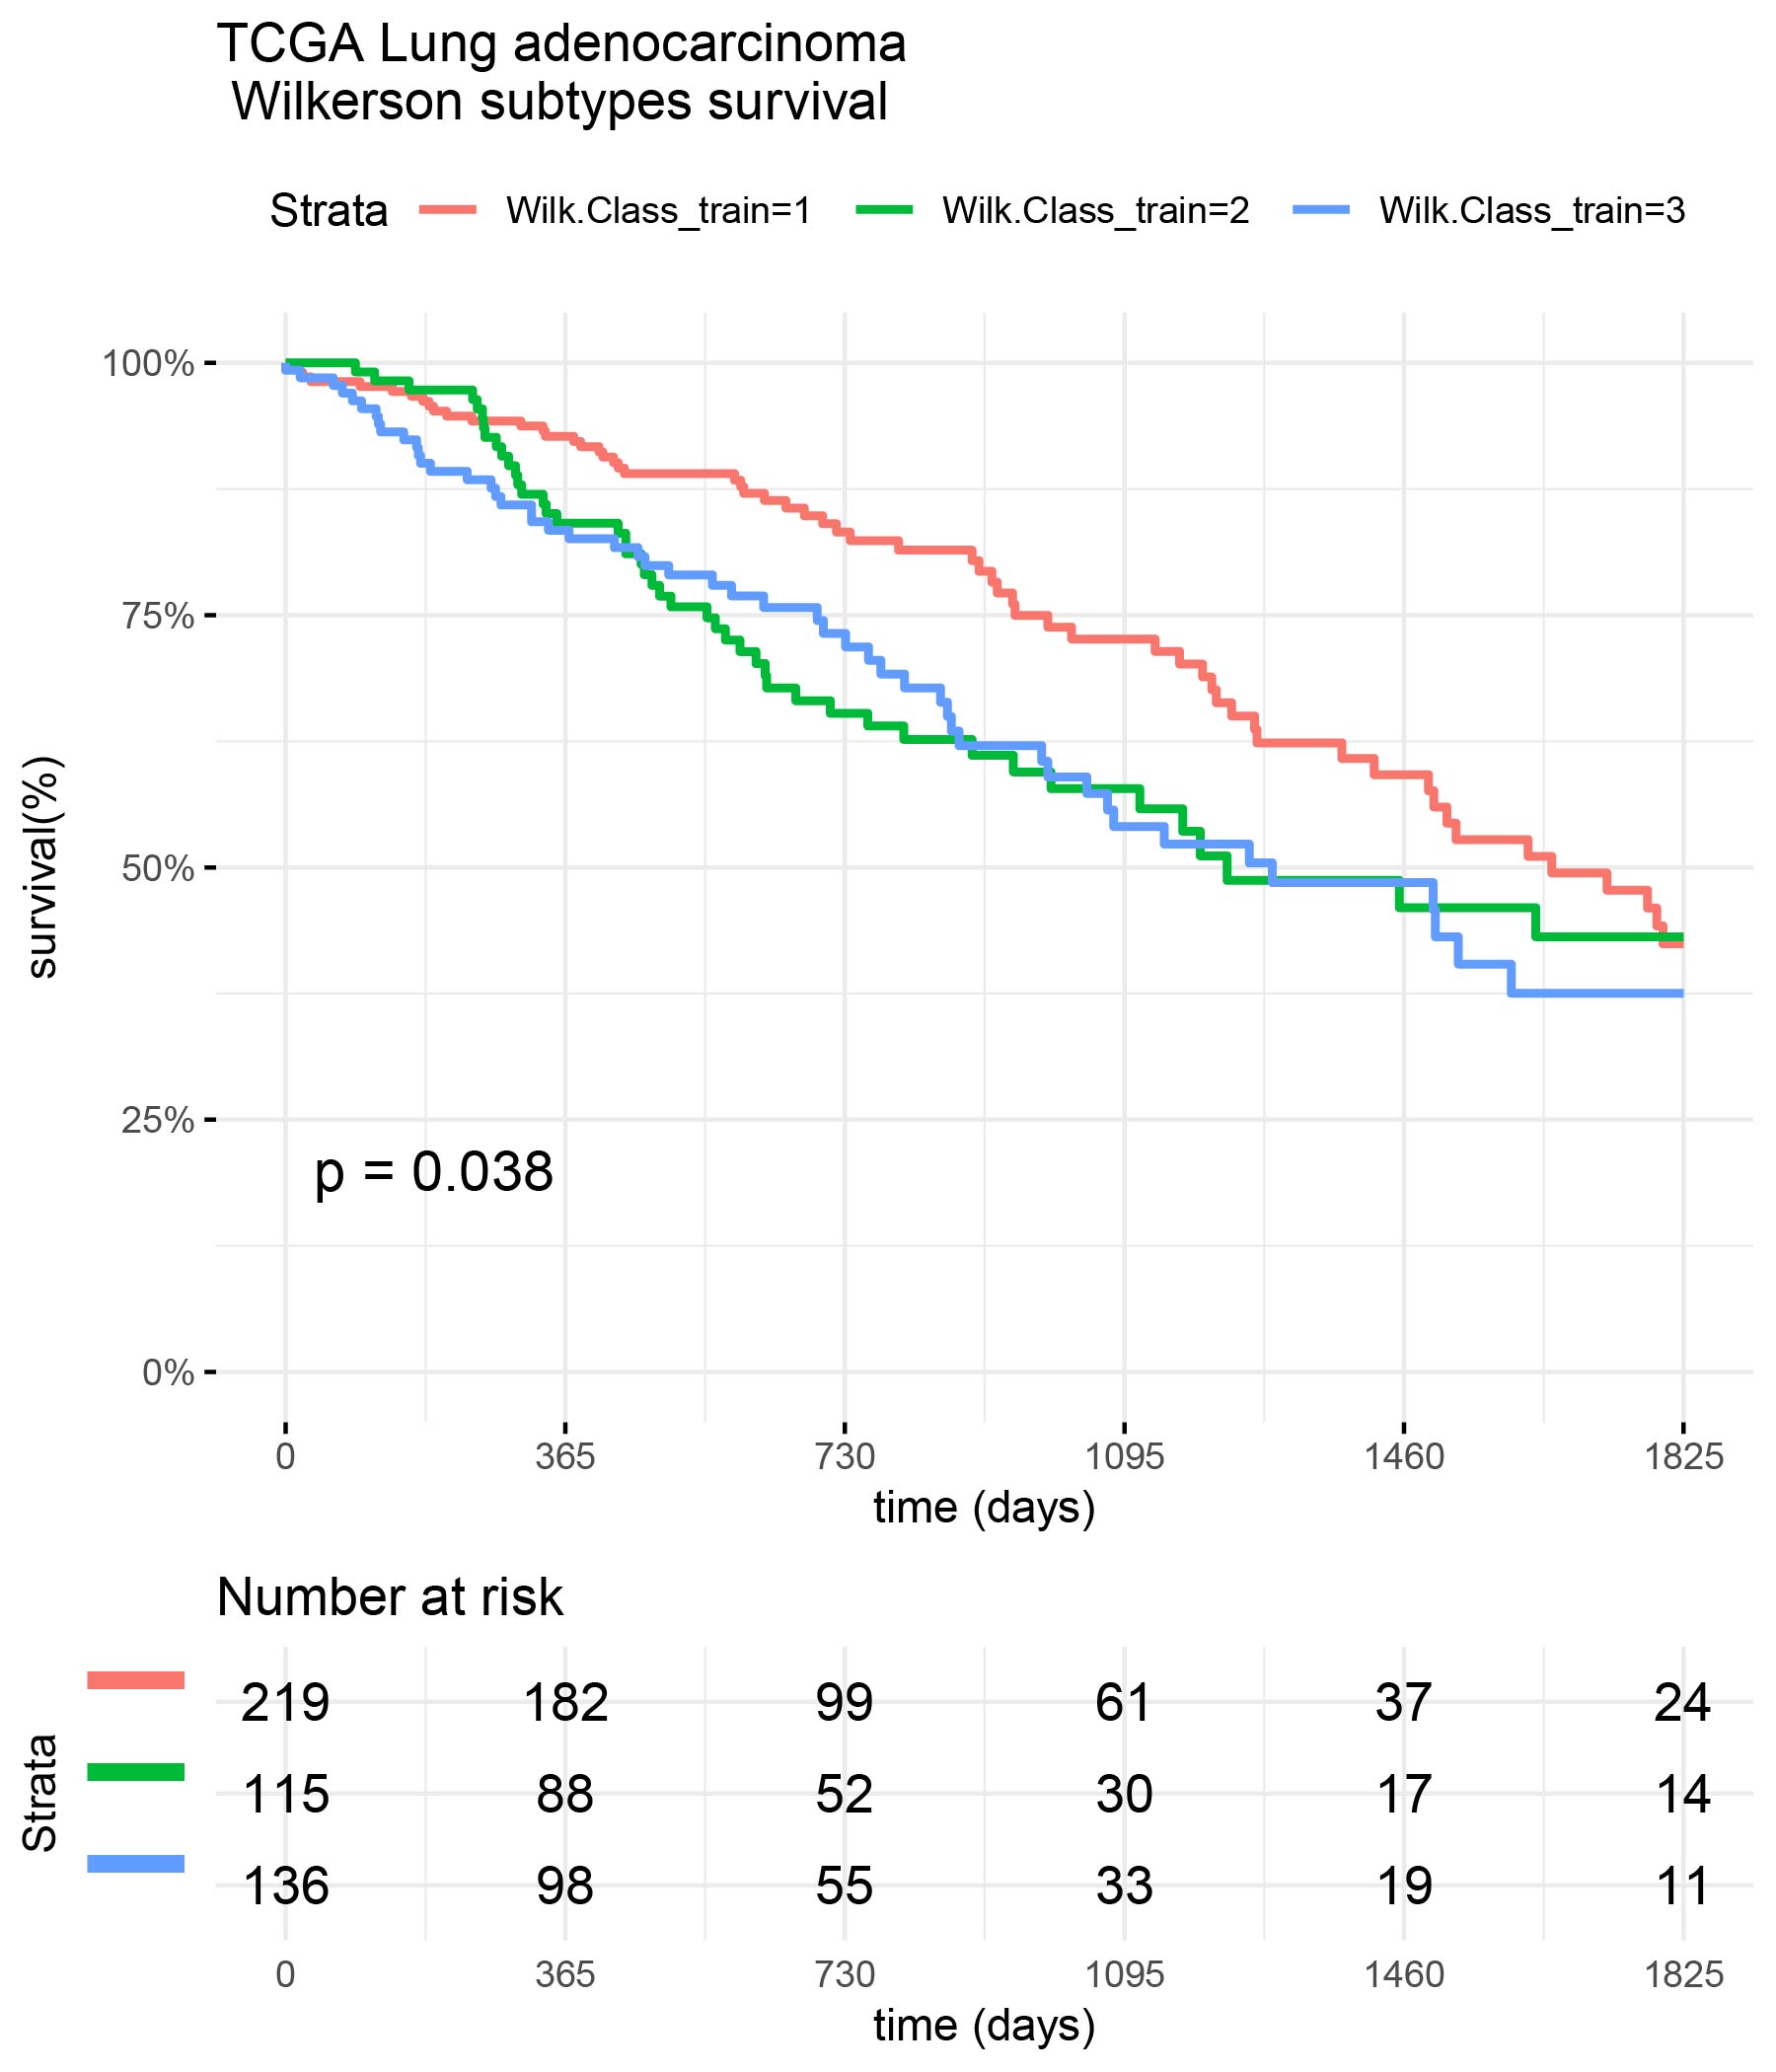 TCGA Lung adenocarcinoma
Wilkerson subtypes survival
Strata Wilk.Class_train=1 Wilk.Class_train=2 Wilk.Class_train=3
survival(%)
100%
75%
50%
25%
0%
p = 0.038
0 365 730 1095 1460 1825
time (days)
Number at risk
Strata
219 182 99 61 37 24
115 88 52 30 17 14
136 98 55 33 19 11
0 365 730 1095 1460 1825
time (days)